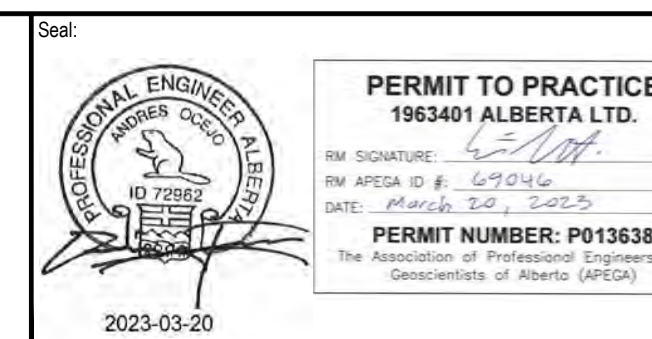 Seal:
PROFESSIONAL ENGINEER ALBERTA
ANDRES OCEJO
ID 72962
2023-03-20
PERMIT TO PRACTICE
1963401 ALBERTA LTD.
RM SIGNATURE:
RM APEGA ID #: 69046
DATE: March 20, 2023
PERMIT NUMBER: P013638
The Association of Professional Engineers
Geoscientists of Alberta (APEGA)